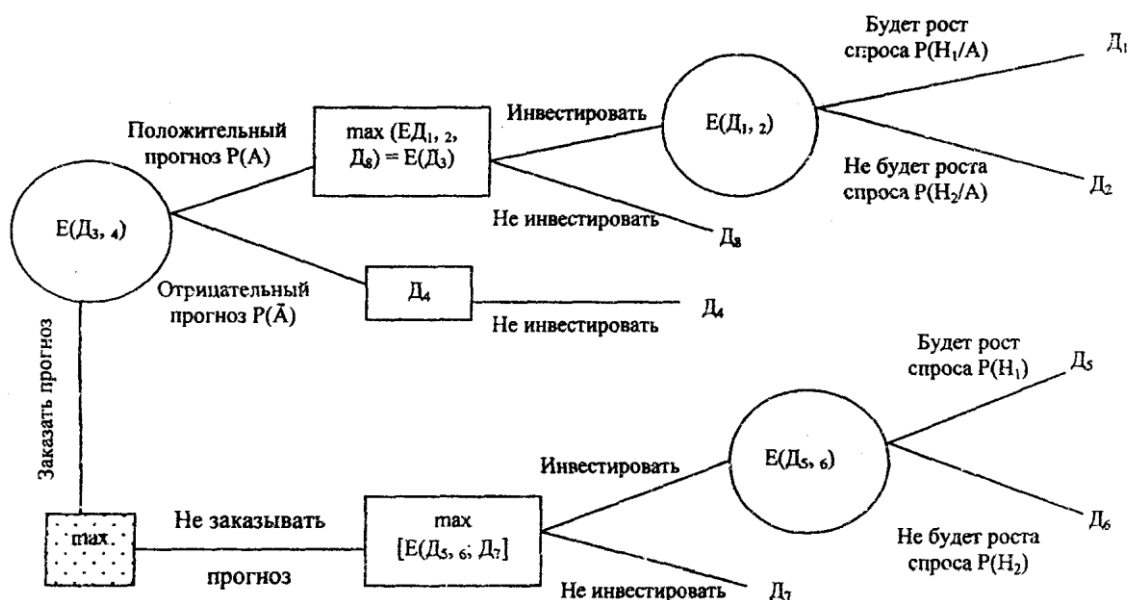 Будет рост
спроса P(H₁/A)
Д₁
Инвестировать
E(Д₁, ₂)
Положительный
прогноз P(A)
max (EД₁, ₂,
Д₈) = E(Д₃)
Не будет роста
спроса P(H₂/A)
Д₂
E(Д₃, ₄)
Не инвестировать
Д₈
Отрицательный
прогноз P(Ā)
Д₄
Не инвестировать
Д₄
Заказать прогноз
Будет рост
спроса P(H₁)
Д₅
Инвестировать
E(Д₅, ₆)
Не заказывать
прогноз
max
max
[E(Д₅, ₆; Д₇]
Д₆
Не будет роста
спроса P(H₂)
Не инвестировать
Д₇